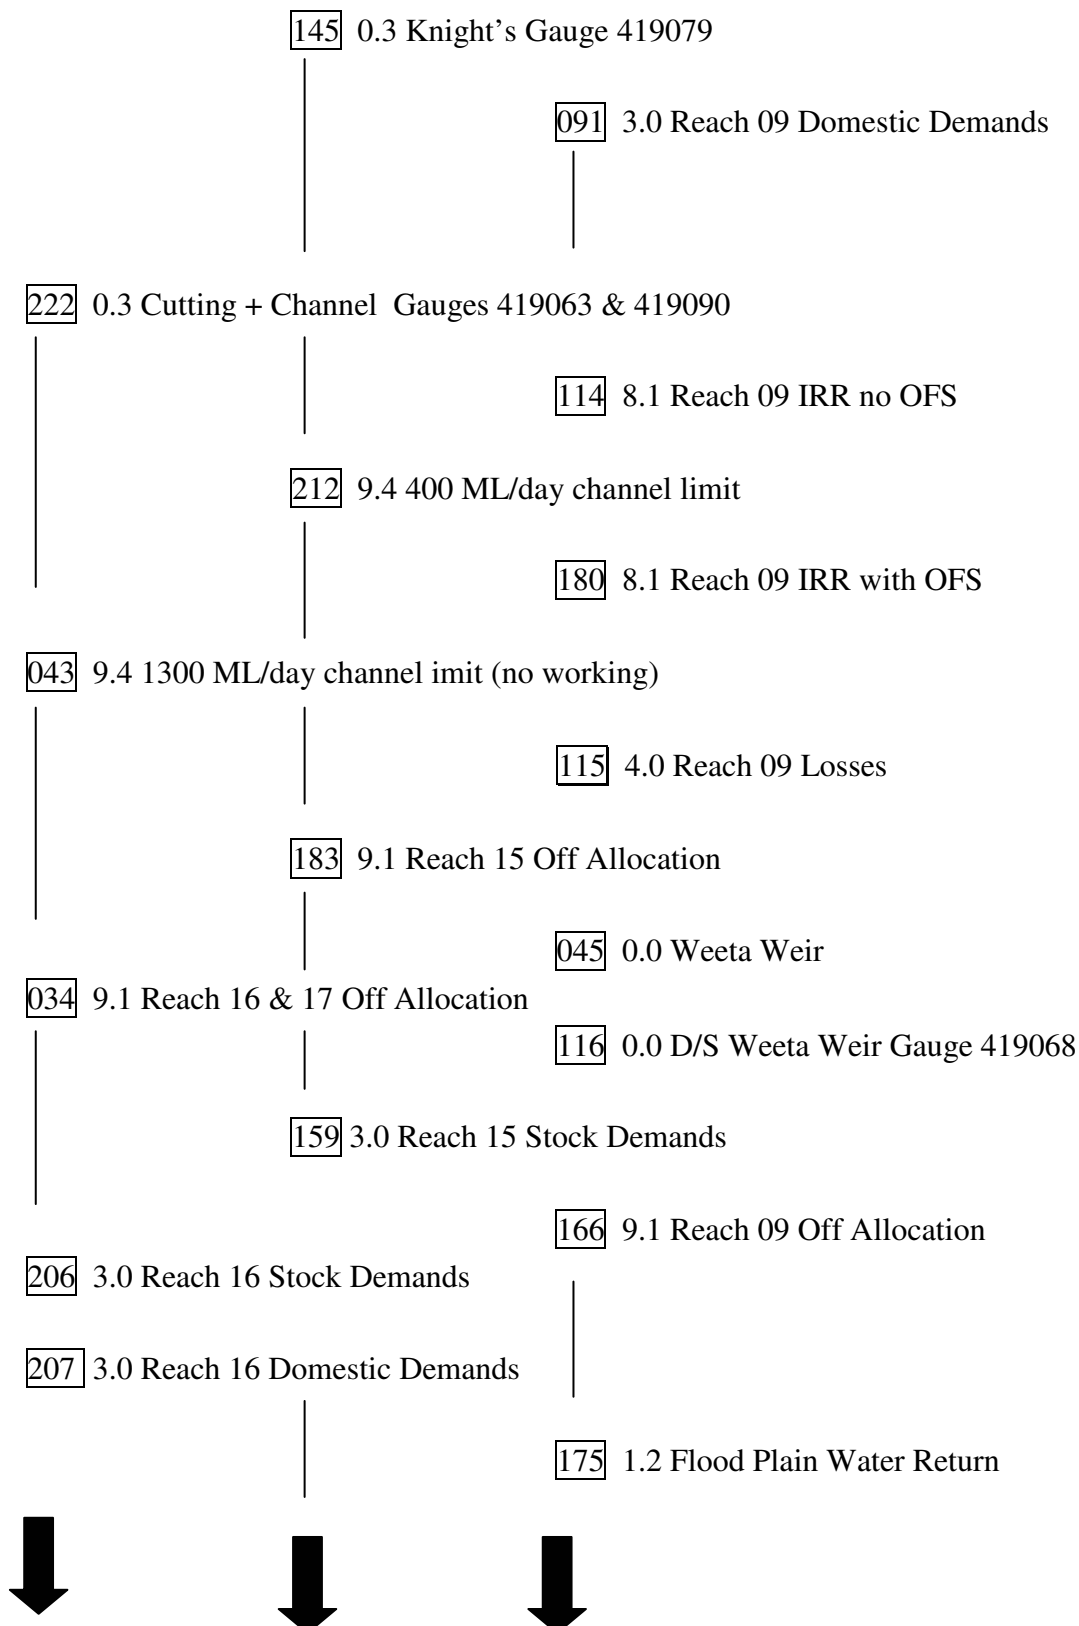 145 0.3 Knight’s Gauge 419079
091 3.0 Reach 09 Domestic Demands
222 0.3 Cutting + Channel Gauges 419063 & 419090
114 8.1 Reach 09 IRR no OFS
212 9.4 400 ML/day channel limit
180 8.1 Reach 09 IRR with OFS
043 9.4 1300 ML/day channel imit (no working)
115 4.0 Reach 09 Losses
183 9.1 Reach 15 Off Allocation
045 0.0 Weeta Weir
034 9.1 Reach 16 & 17 Off Allocation
116 0.0 D/S Weeta Weir Gauge 419068
159 3.0 Reach 15 Stock Demands
166 9.1 Reach 09 Off Allocation
206 3.0 Reach 16 Stock Demands
207 3.0 Reach 16 Domestic Demands
175 1.2 Flood Plain Water Return